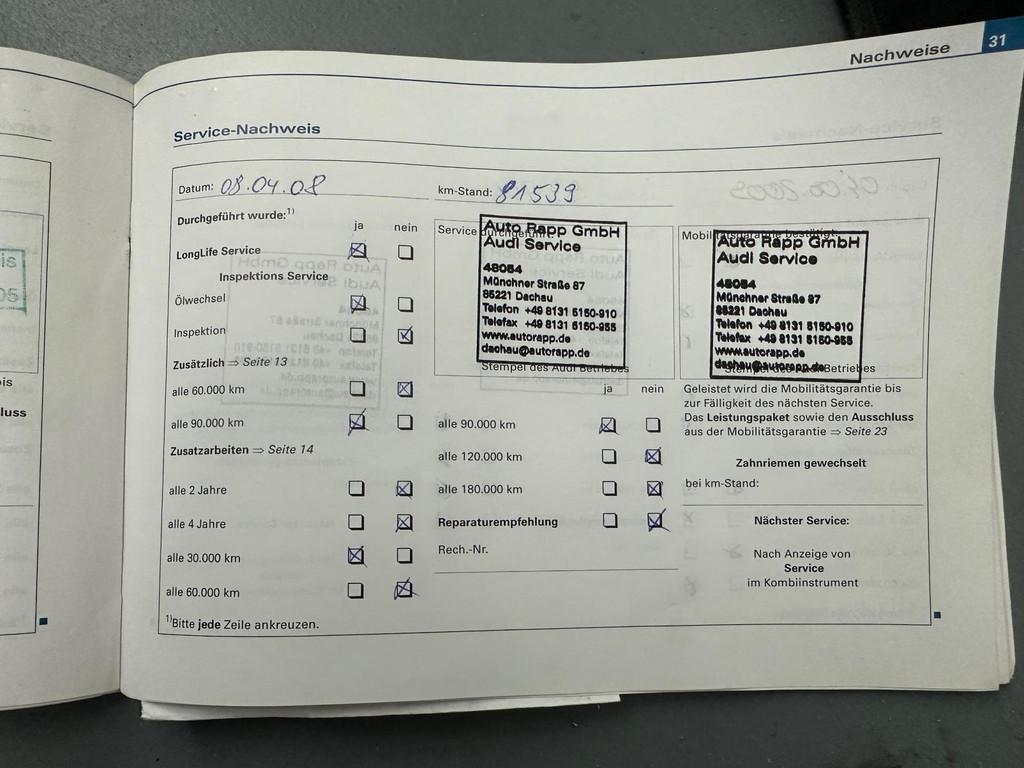 Nachweise
31
Service-Nachweis
Datum: 08.04.08
km-Stand: 81539
Durchgeführt wurde:1)
ja nein
LongLife Service
Inspektions Service
Ölwechsel
Inspektion
Zusätzlich ⇒ Seite 13
alle 60.000 km
alle 90.000 km
Zusatzarbeiten ⇒ Seite 14
alle 2 Jahre
alle 4 Jahre
alle 30.000 km
alle 60.000 km
1)Bitte jede Zeile ankreuzen.
Service durchgeführt:
Auto Rapp GmbH
Audi Service
48054
Münchner Straße 87
85221 Dachau
Telefon +49 8131 5150-910
Telefax +49 8131 5150-955
www.autorapp.de
dachau@autorapp.de
Stempel des Audi Betriebes
ja nein
alle 90.000 km
alle 120.000 km
alle 180.000 km
Reparaturempfehlung
Rech.-Nr.
Mobilitätsgarantie bestätigt:
Auto Rapp GmbH
Audi Service
48054
Münchner Straße 87
85221 Dachau
Telefon +49 8131 5150-910
Telefax +49 8131 5150-955
www.autorapp.de
dachau@autorapp.de
Stempel des Audi Betriebes
Geleistet wird die Mobilitätsgarantie bis
zur Fälligkeit des nächsten Service.
Das Leistungspaket sowie den Ausschluss
aus der Mobilitätsgarantie ⇒ Seite 23
Zahnriemen gewechselt
bei km-Stand:
Nächster Service:
Nach Anzeige von
Service
im Kombiinstrument